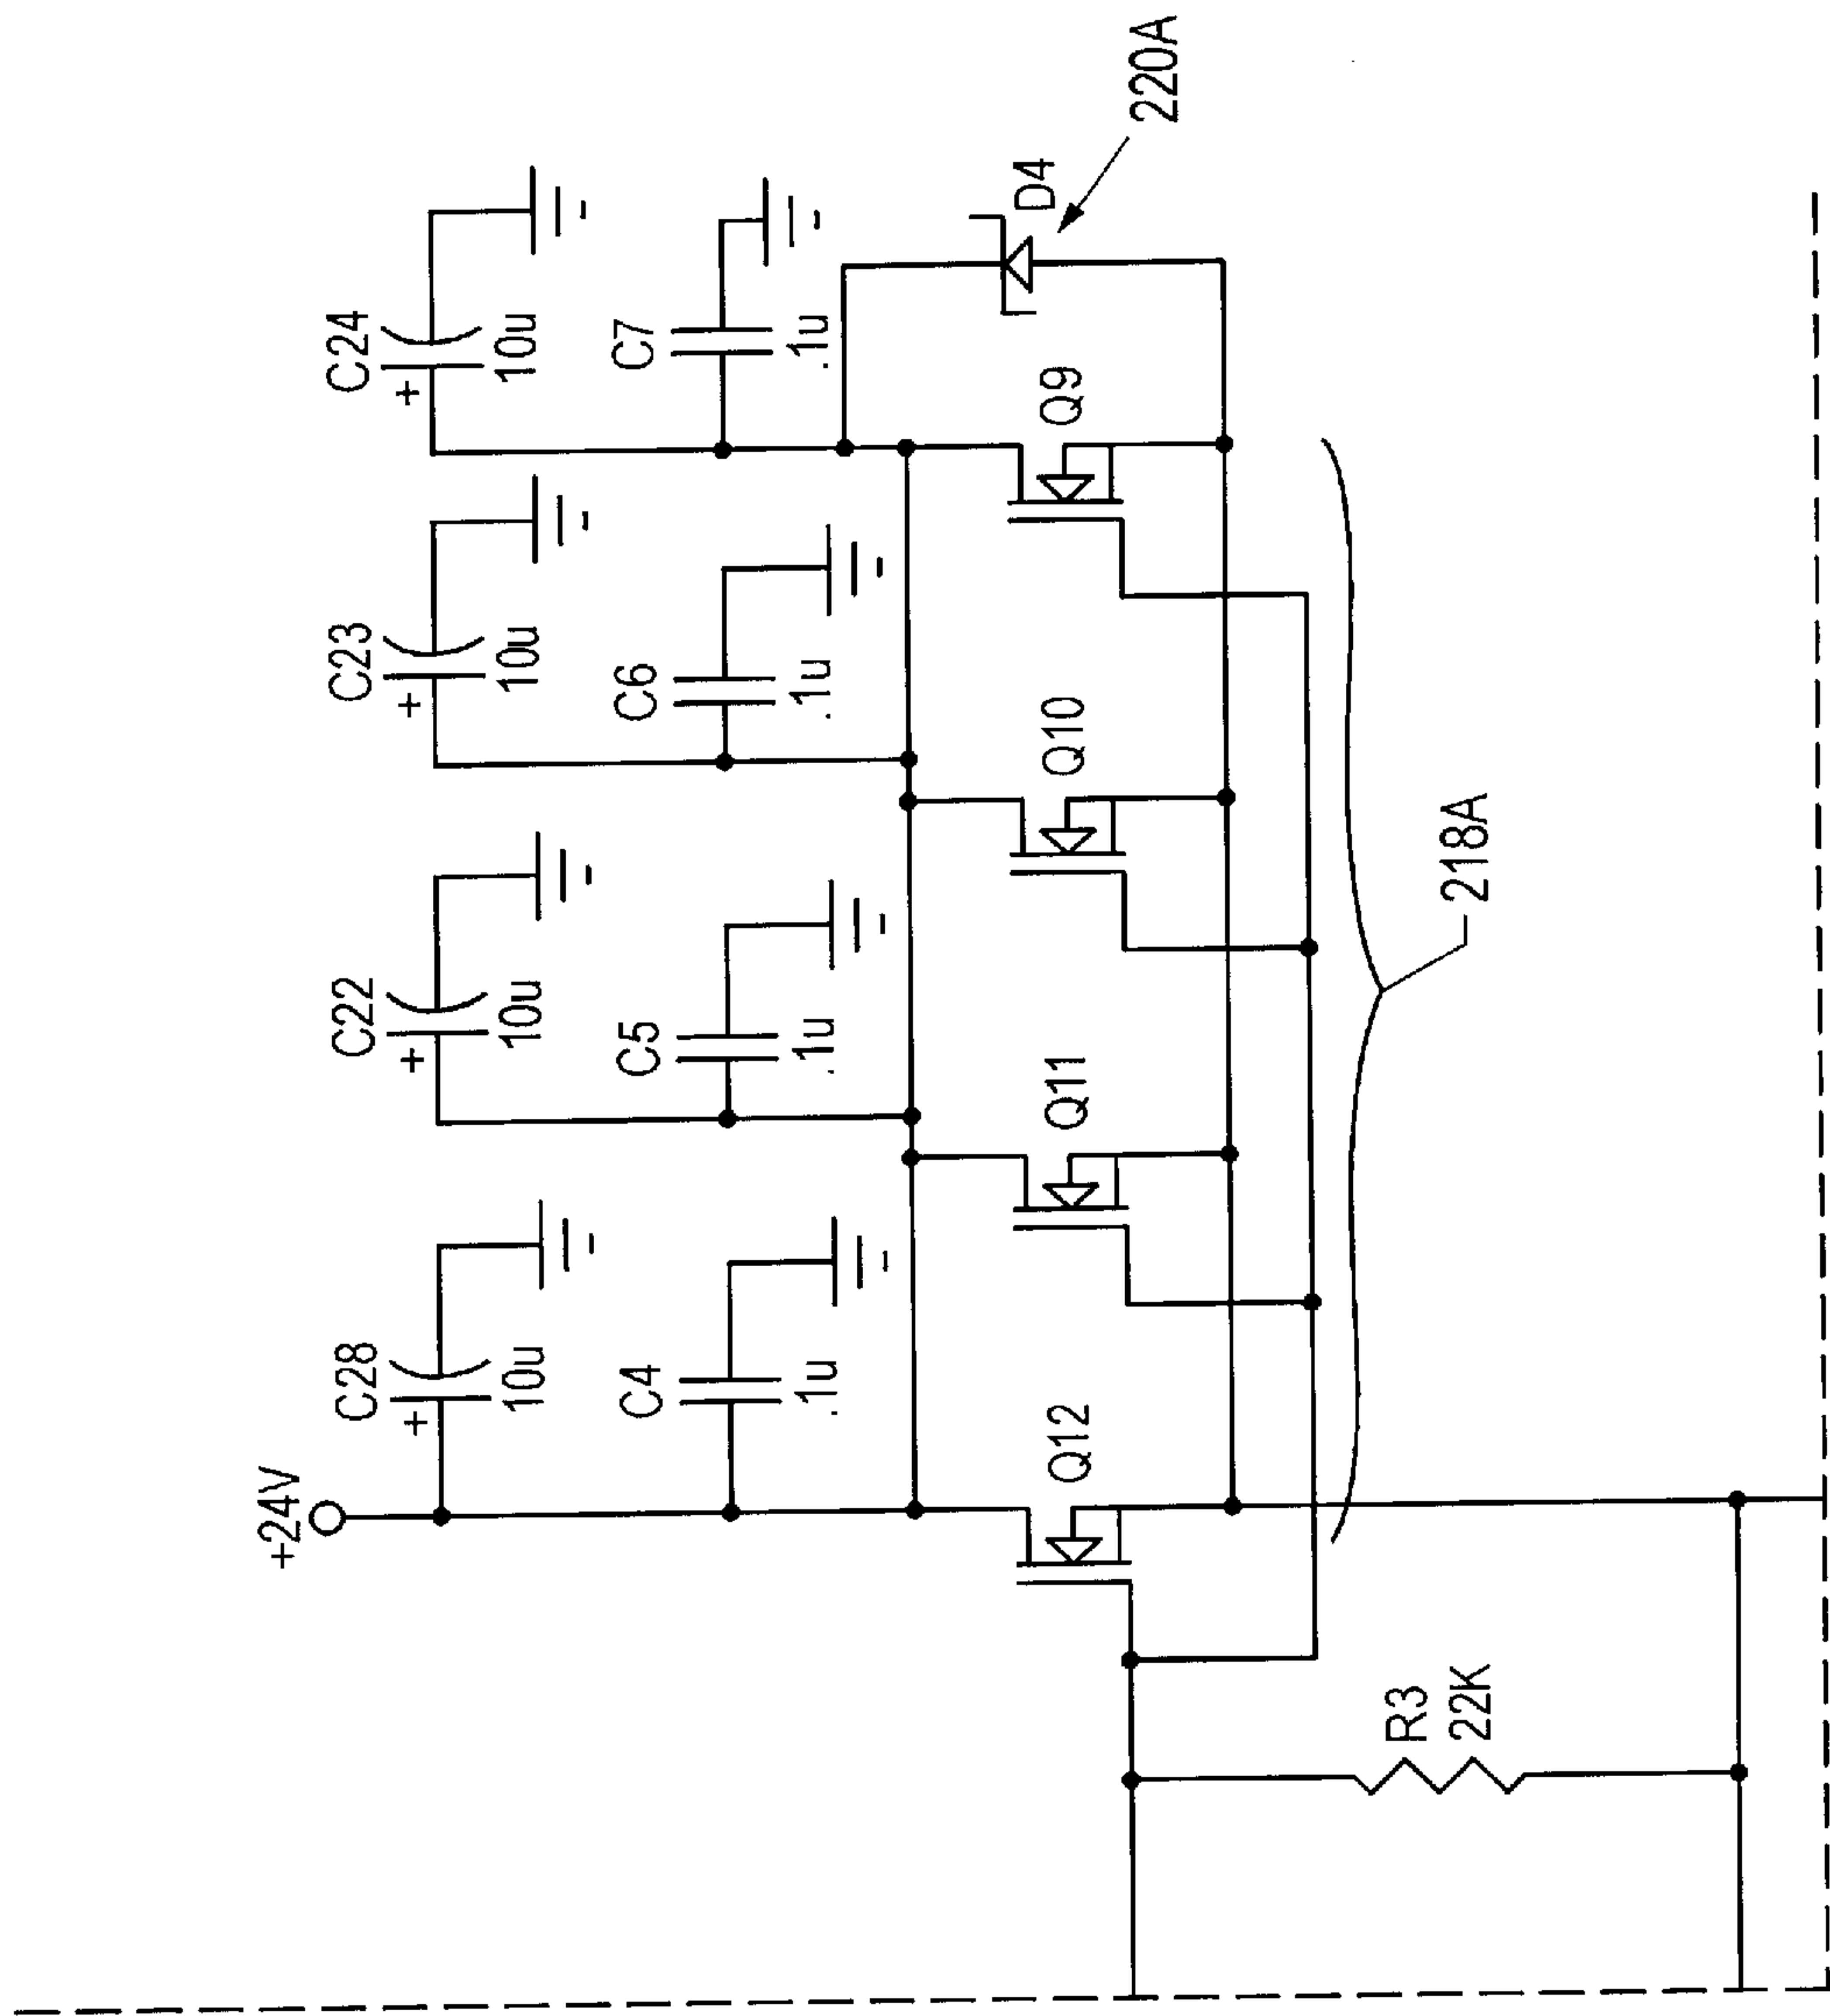 +24V
C28
+
10u
C22
+
10u
C23
+
10u
C24
+
10u
C4
.1u
C5
.1u
C6
.1u
C7
.1u
Q12
Q11
Q10
Q9
D4
220A
R3
22K
218A